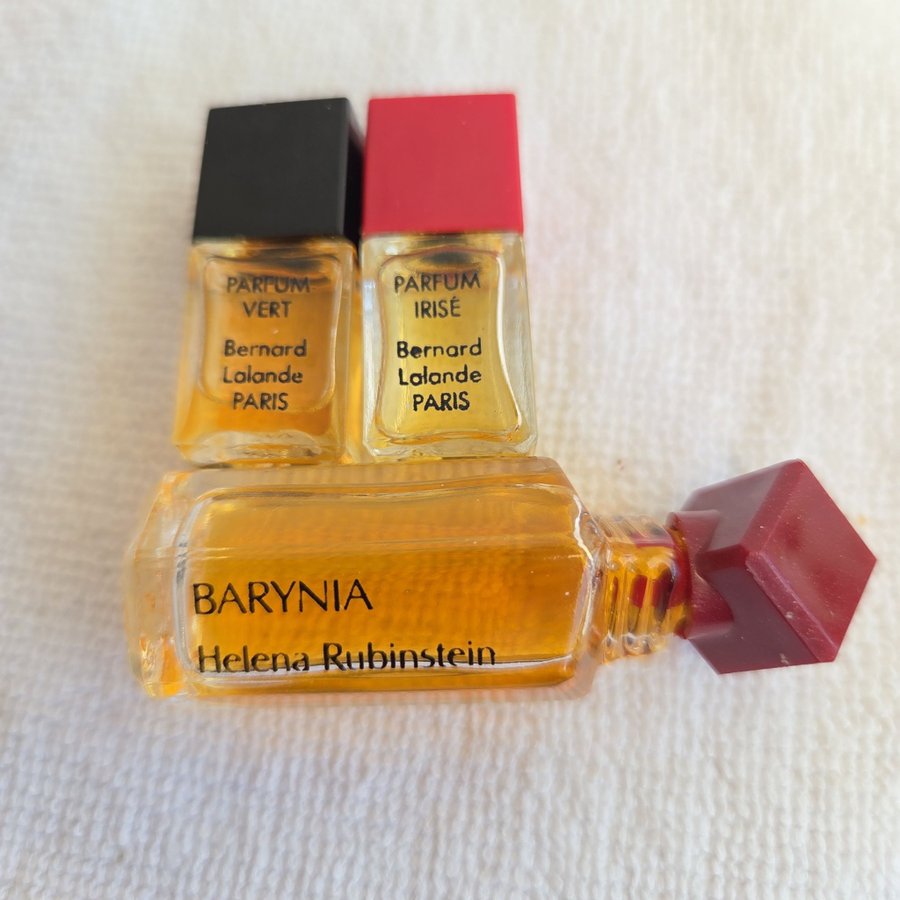 PARFUM
VERT
Bernard
Lalande
PARIS
PARFUM
IRISÉ
Bernard
Lalande
PARIS
BARYNIA
Helena Rubinstein